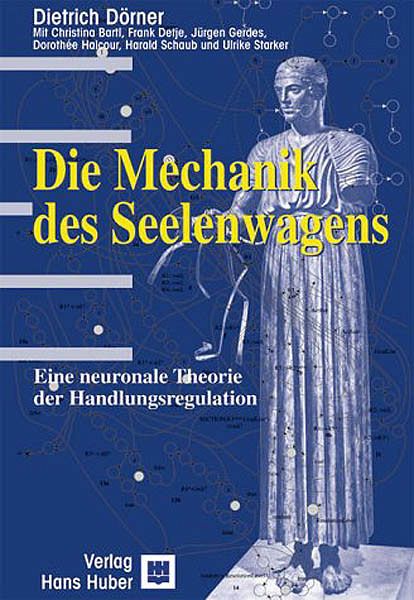 Dietrich Dörner
Mit Christina Bartl, Frank Detje, Jürgen Gerdes,
Dorothée Halcour, Harald Schaub und Ulrike Starker
Die Mechanik
des Seelenwagens
Eine neuronale Theorie
der Handlungsregulation
Verlag
Hans Huber
14